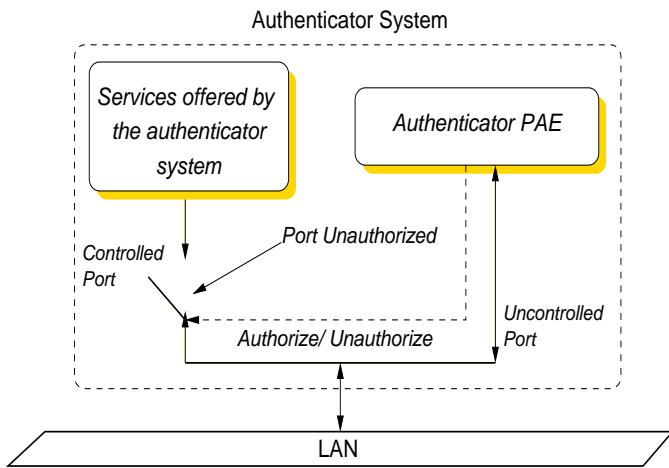 Authenticator System
Services offered by
the authenticator
system
Authenticator PAE
Controlled
Port
Port Unauthorized
Uncontrolled
Port
Authorize/ Unauthorize
LAN